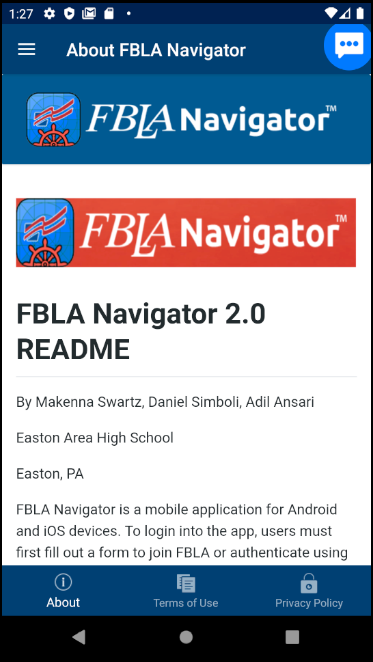 1:27
About FBLA Navigator
FBLA Navigator™
FBLA Navigator™
FBLA Navigator 2.0
README
By Makenna Swartz, Daniel Simboli, Adil Ansari
Easton Area High School
Easton, PA
FBLA Navigator is a mobile application for Android
and iOS devices. To login into the app, users must
first fill out a form to join FBLA or authenticate using
About
Terms of Use
Privacy Policy